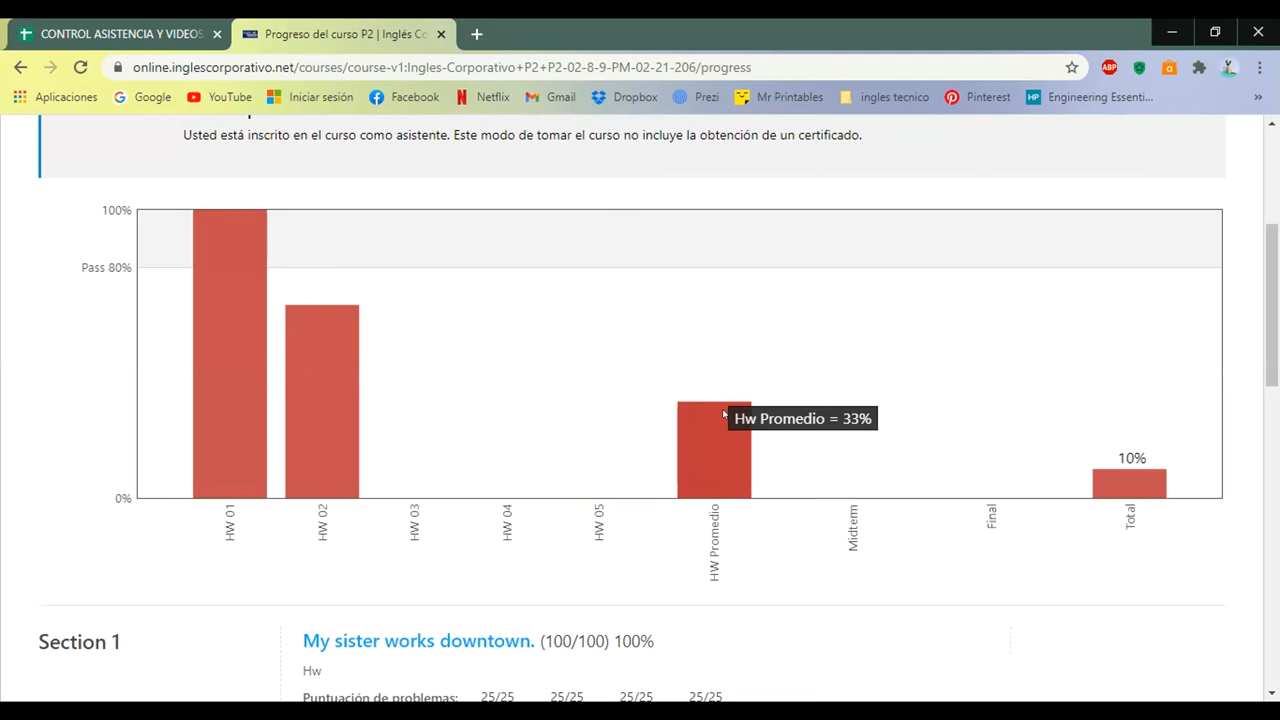 CONTROL ASISTENCIA Y VIDEOS
Progreso del curso P2 | Inglés Co
online.inglescorporativo.net/courses/course-v1:Ingles-Corporativo+P2+P2-02-8-9-PM-02-21-206/progress
ABP
Aplicaciones
Google
YouTube
Iniciar sesión
Facebook
Netflix
Gmail
Dropbox
Prezi
Mr Printables
ingles tecnico
Pinterest
HP
Engineering Essenti...
»
Usted está inscrito en el curso como asistente. Este modo de tomar el curso no incluye la obtención de un certificado.
100%
Pass 80%
Hw Promedio = 33%
10%
0%
HW 01
HW 02
HW 03
HW 04
HW 05
HW Promedio
Midterm
Final
Total
Section 1
My sister works downtown. (100/100) 100%
Hw
Puntuación de problemas: 25/25 25/25 25/25 25/25